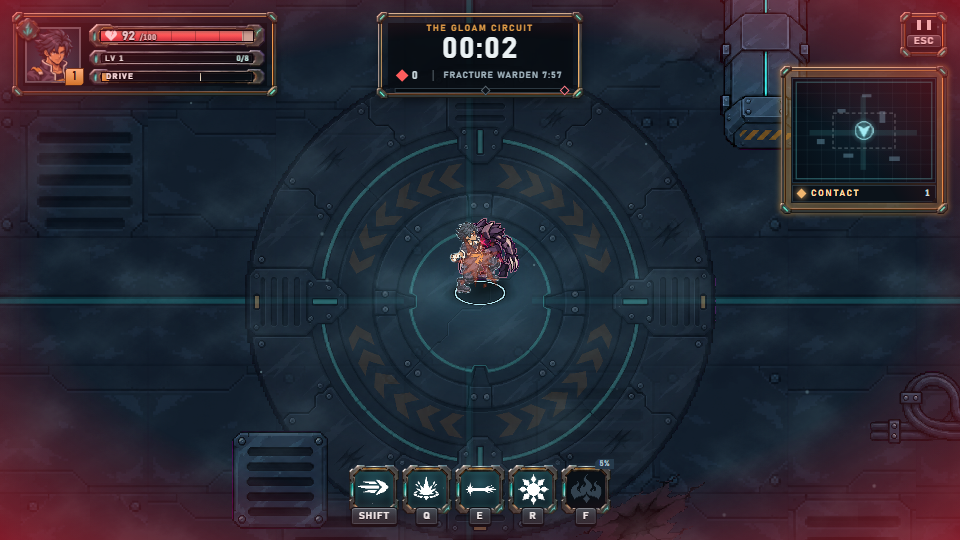 92 /100
LV 1 0/8
DRIVE
1
THE GLOAM CIRCUIT
00:02
0 | FRACTURE WARDEN 7:57
ESC
CONTACT 1
5%
SHIFT Q E R F